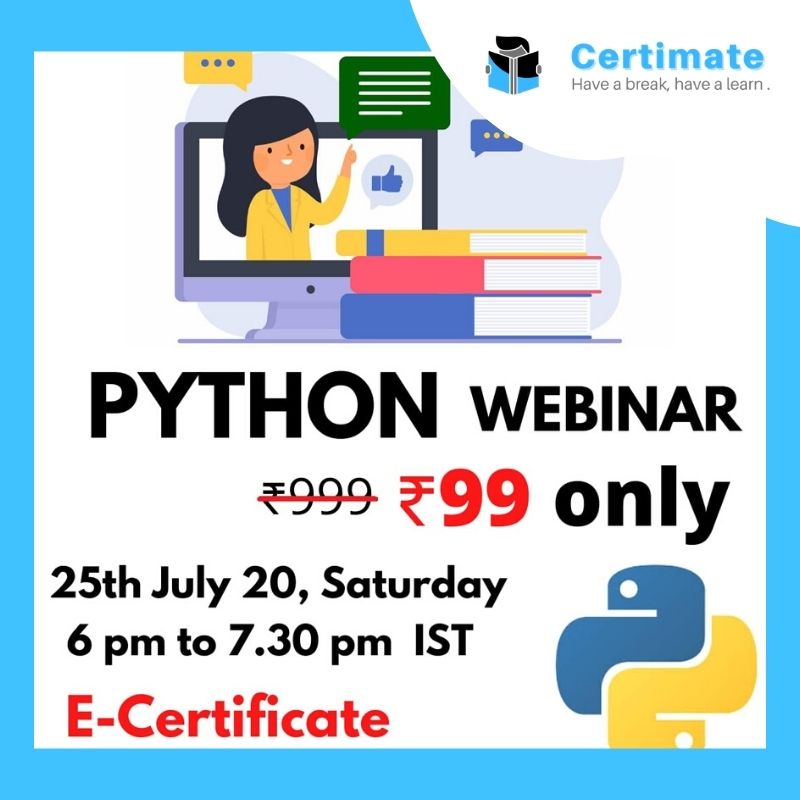 Certimate
Have a break, have a learn .
PYTHON WEBINAR
₹999 ₹99 only
25th July 20, Saturday
6 pm to 7.30 pm IST
E-Certificate